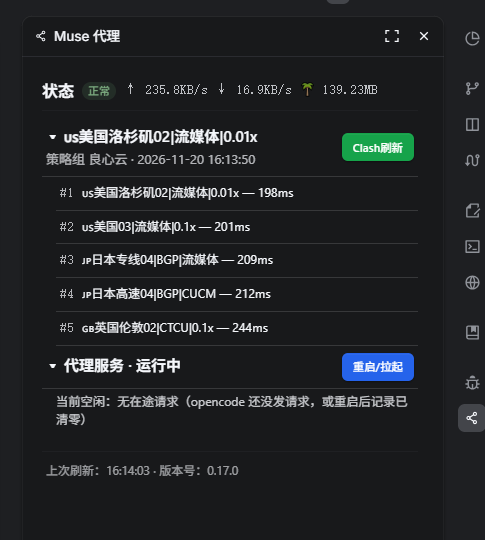 Muse 代理
状态 正常 ↑ 235.8KB/s ↓ 16.9KB/s 🌴 139.23MB
us美国洛杉矶02|流媒体|0.01x
Clash刷新
策略组 良心云 · 2026-11-20 16:13:50
#1 us美国洛杉矶02|流媒体|0.01x — 198ms
#2 us美国03|流媒体|0.1x — 201ms
#3 JP日本专线04|BGP|流媒体 — 209ms
#4 JP日本高速04|BGP|CUCM — 212ms
#5 GB英国伦敦02|CTCU|0.1x — 244ms
代理服务 · 运行中
重启/拉起
当前空闲：无在途请求（opencode 还没发请求，或重启后记录已
清零）
上次刷新：16:14:03 · 版本号：0.17.0